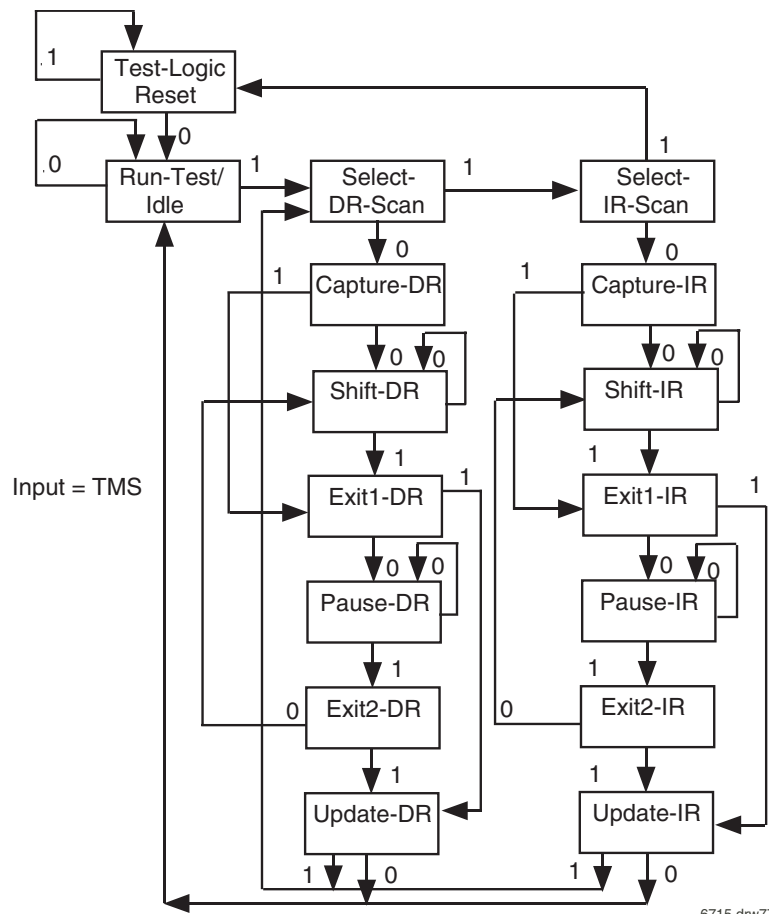 1
Test-Logic
Reset
0
0
Run-Test/
Idle
1
Select-
DR-Scan
1
Select-
IR-Scan
1
0
0
1
Capture-DR
1
Capture-IR
0
0
0
0
Shift-DR
Shift-IR
1
1
Input = TMS
Exit1-DR
1
Exit1-IR
1
0
0
0
0
Pause-DR
Pause-IR
1
1
0
Exit2-DR
0
Exit2-IR
1
1
Update-DR
Update-IR
1
0
1
0